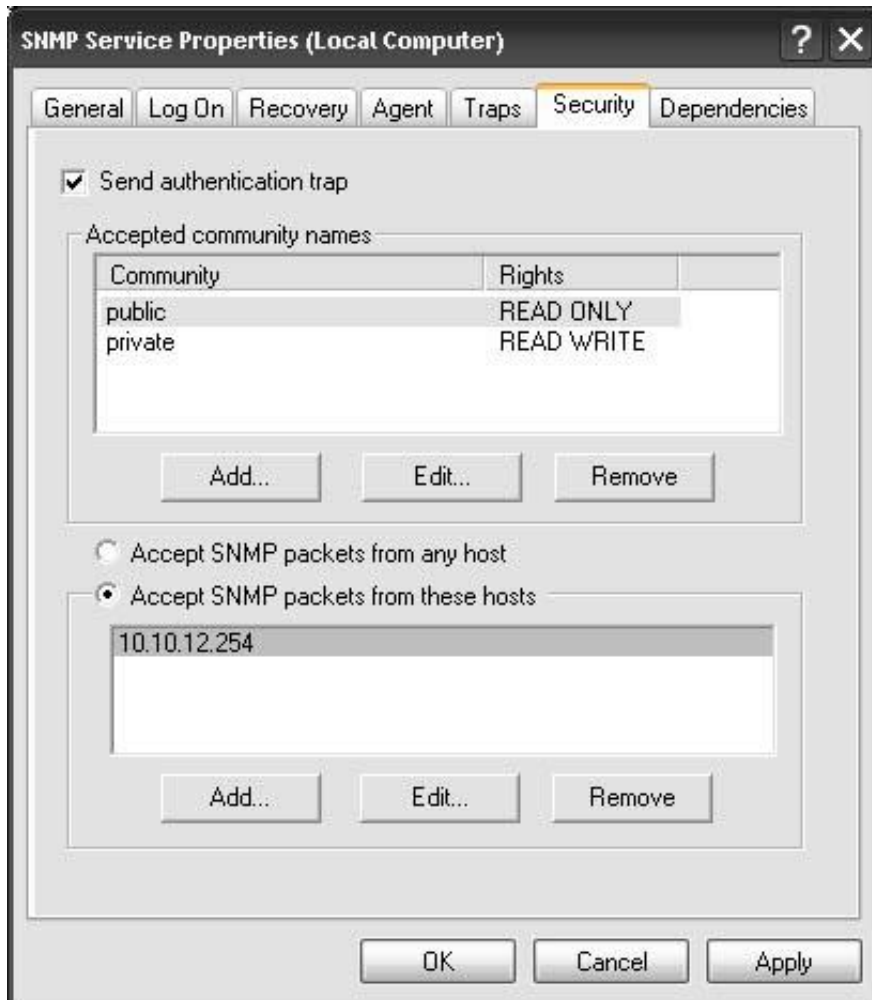 SNMP Service Properties (Local Computer) ?
General Log On Recovery Agent Traps Security Dependencies
Send authentication trap
Accepted community names
Community Rights
public READ ONLY
private READ WRITE
Add... Edit... Remove
Accept SNMP packets from any host
Accept SNMP packets from these hosts
10.10.12.254
Add... Edit... Remove
OK Cancel Apply